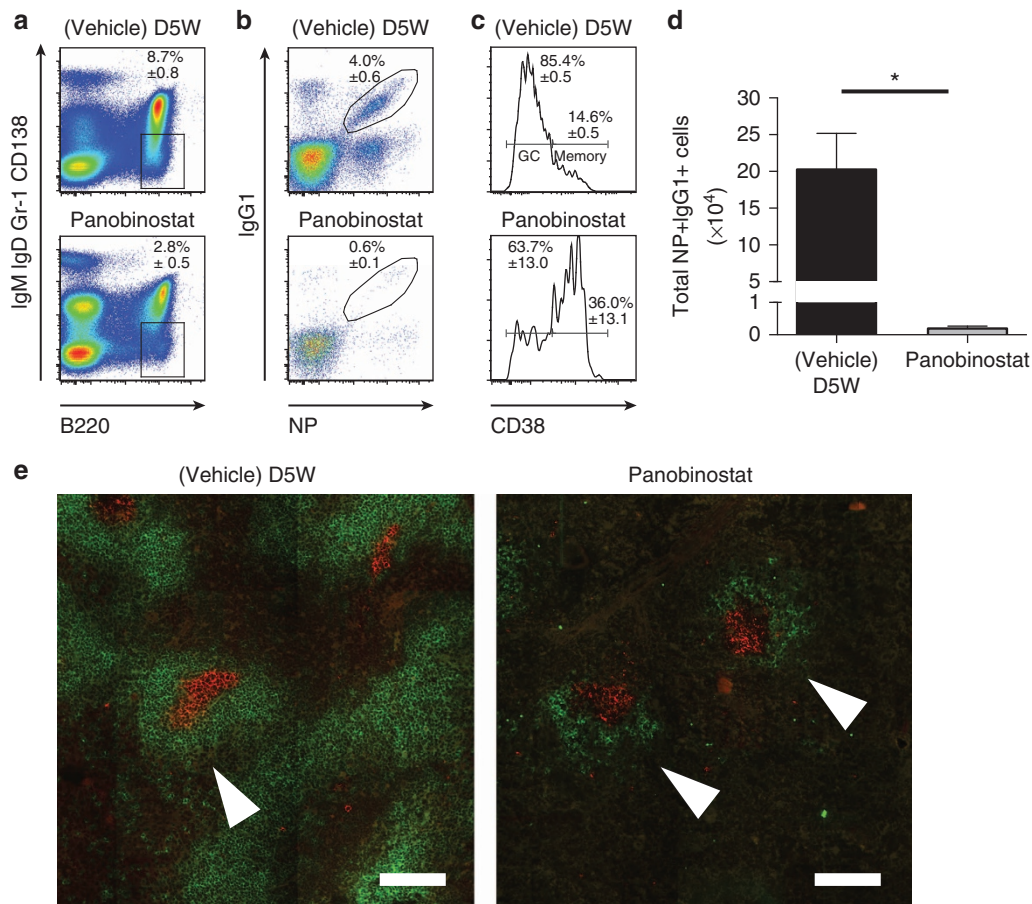 a
(Vehicle) D5W
8.7%
±0.8
Panobinostat
2.8%
± 0.5
IgM IgD Gr-1 CD138
B220
b
(Vehicle) D5W
4.0%
±0.6
Panobinostat
0.6%
±0.1
IgG1
NP
c
(Vehicle) D5W
85.4%
±0.5
14.6%
±0.5
GC
Memory
Panobinostat
63.7%
±13.0
36.0%
±13.1
CD38
d
*
Total NP+IgG1+ cells
(×10⁴)
30
25
20
15
10
5
1
0
(Vehicle)
D5W
Panobinostat
e
(Vehicle) D5W
Panobinostat